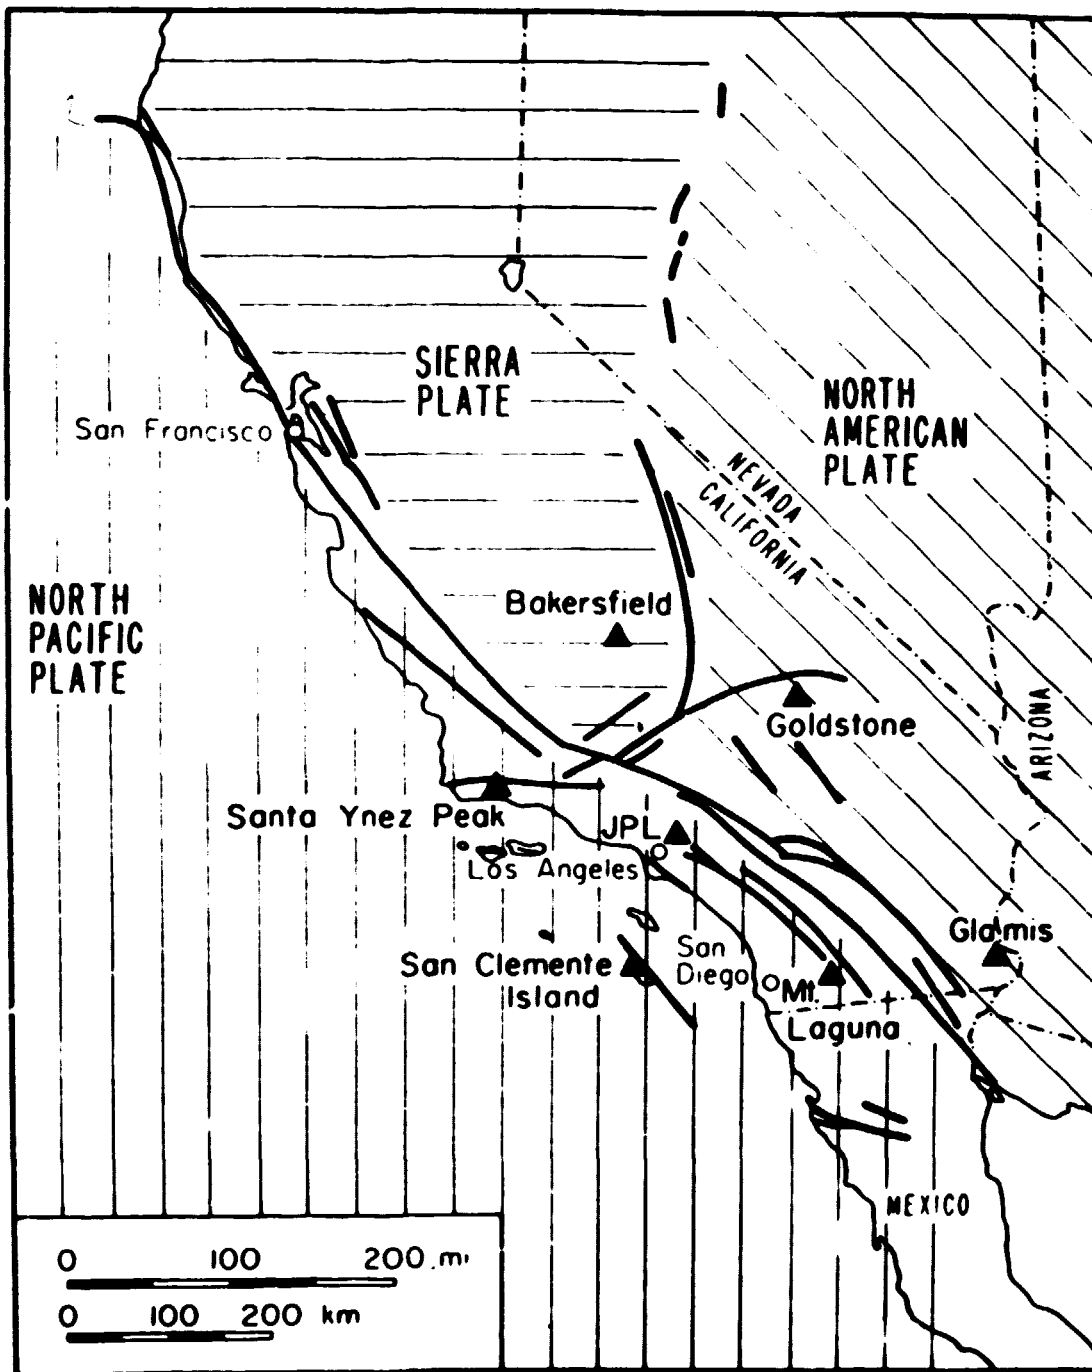 SIERRA
PLATE
NORTH
AMERICAN
PLATE
San Francisco
NEVADA
CALIFORNIA
NORTH
PACIFIC
PLATE
Bakersfield
Goldstone
ARIZONA
Santa Ynez Peak
JPL
Los Angeles
Glamis
San Clemente
Island
San
Diego
Mt.
Laguna
MEXICO
0 100 200 mi
0 100 200 km